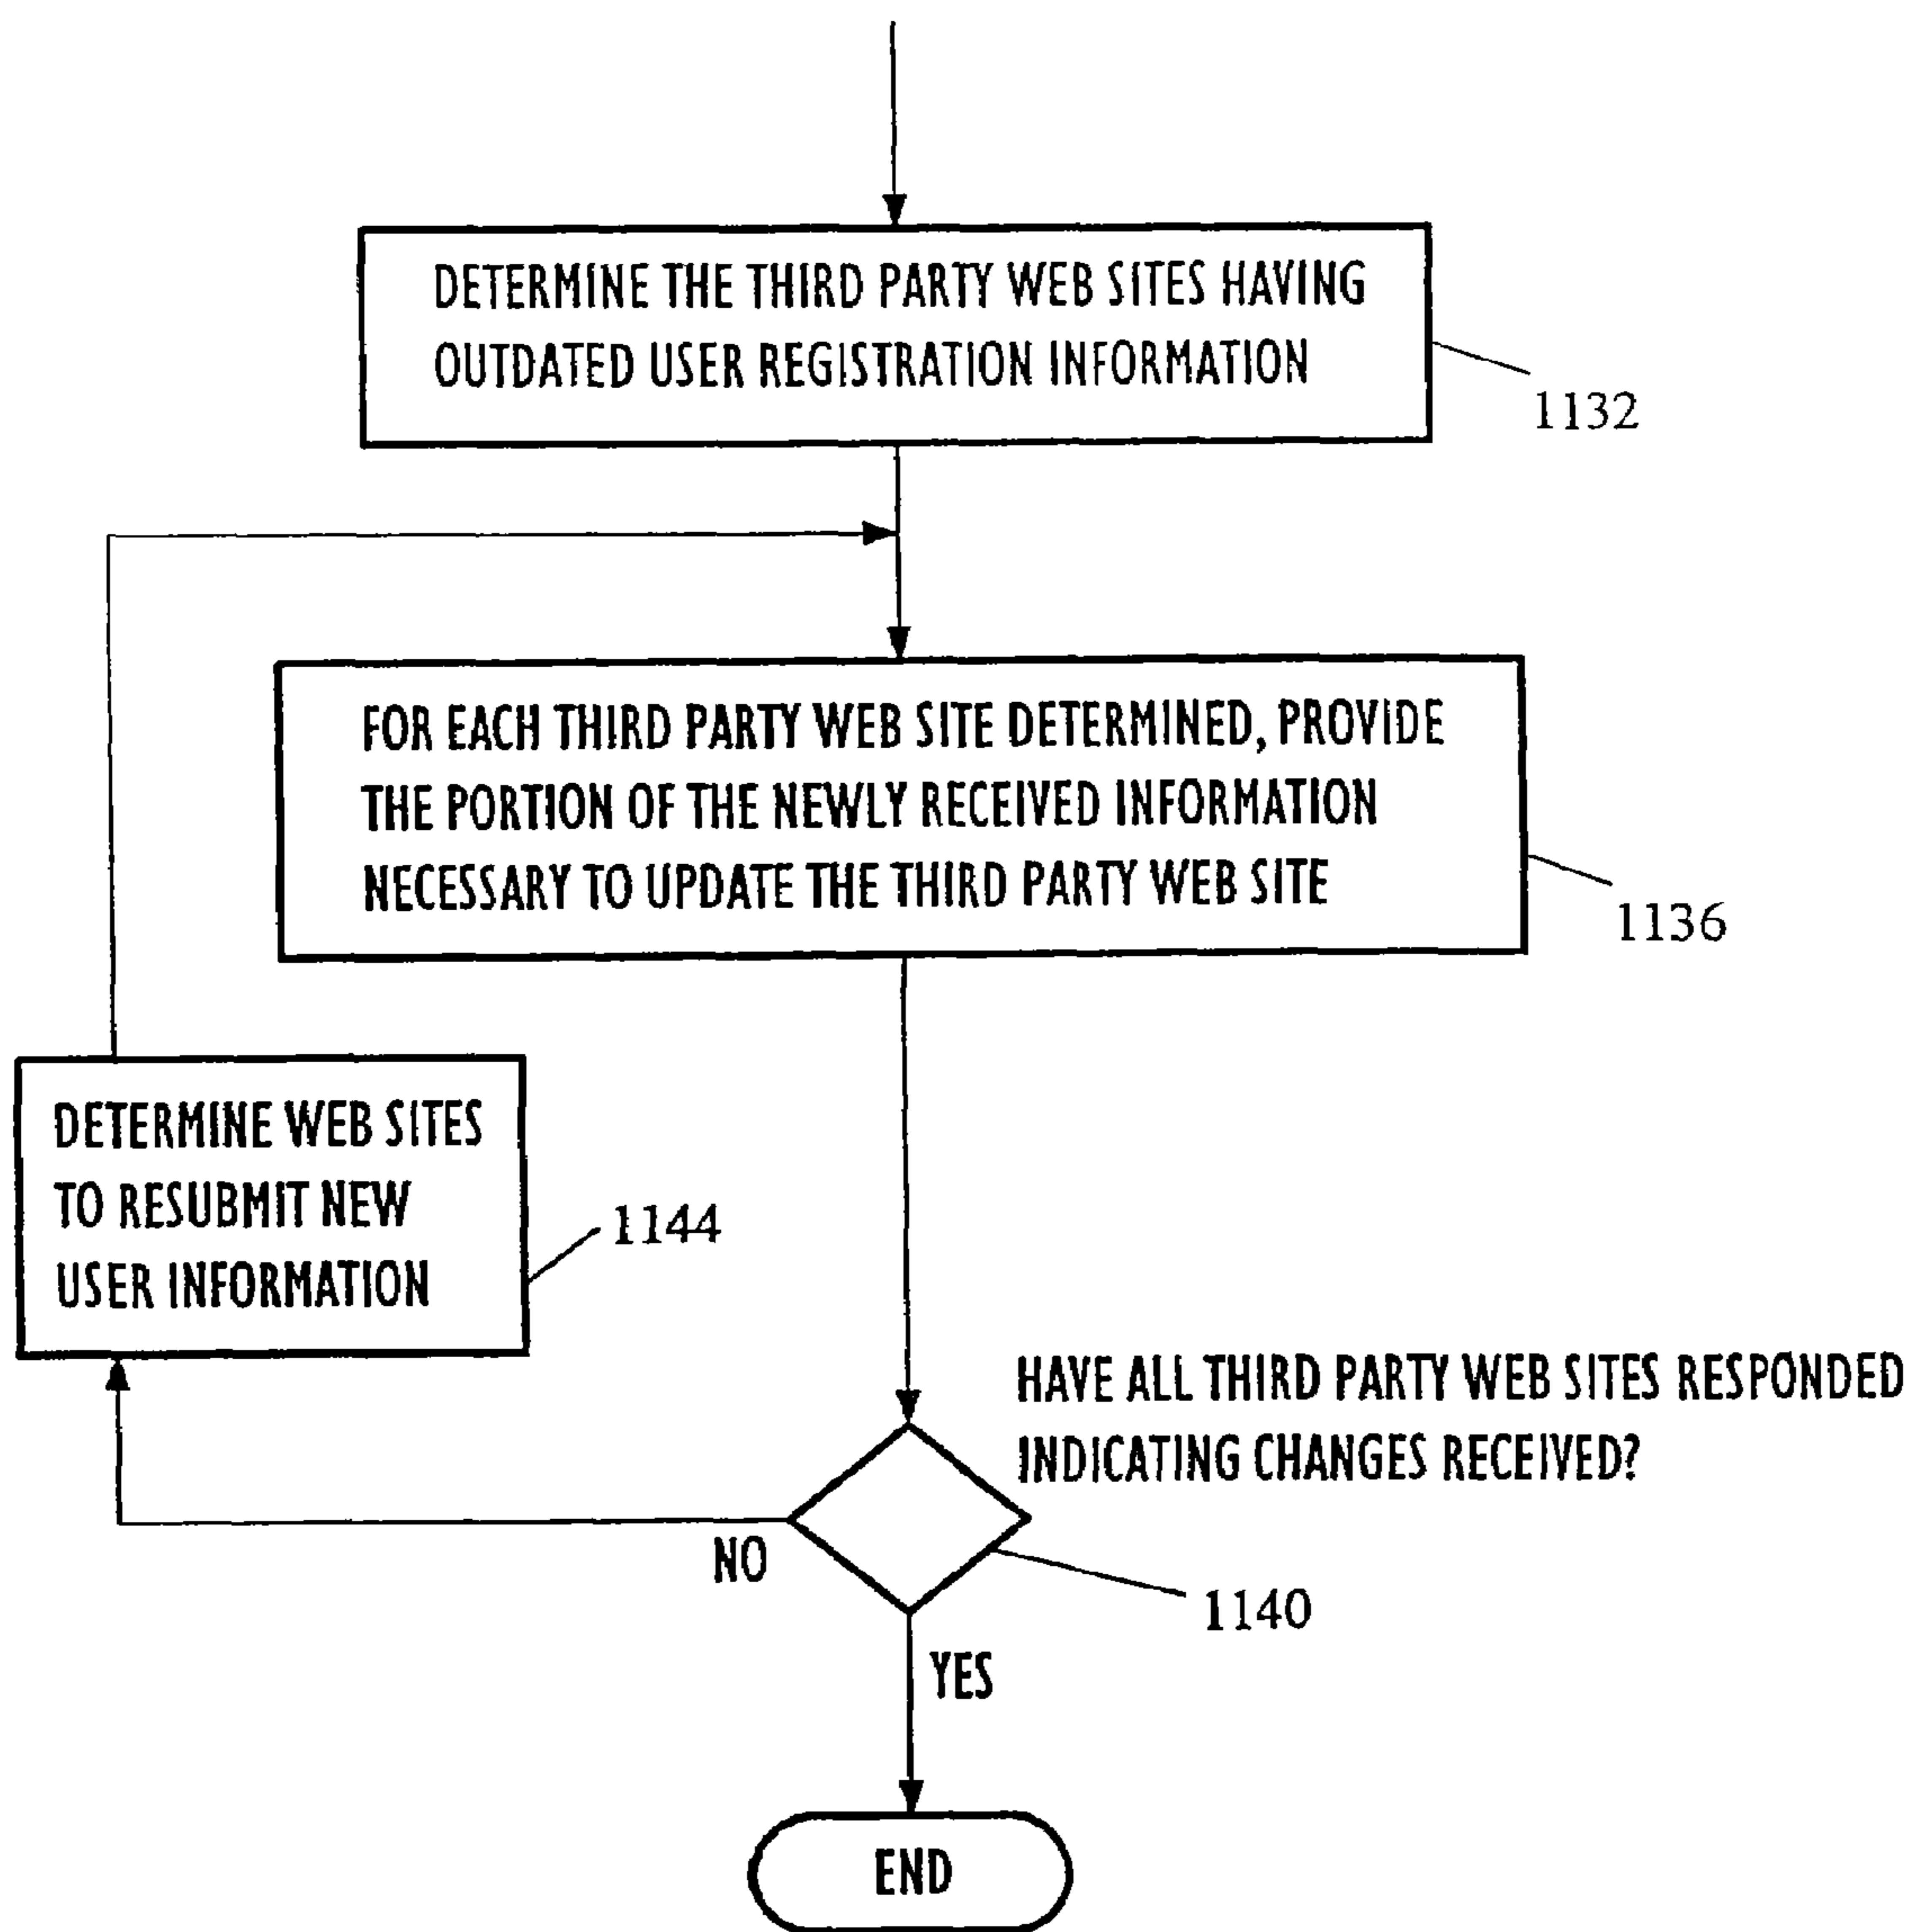 DETERMINE THE THIRD PARTY WEB SITES HAVING
OUTDATED USER REGISTRATION INFORMATION
1132
FOR EACH THIRD PARTY WEB SITE DETERMINED, PROVIDE
THE PORTION OF THE NEWLY RECEIVED INFORMATION
NECESSARY TO UPDATE THE THIRD PARTY WEB SITE
1136
DETERMINE WEB SITES
TO RESUBMIT NEW
USER INFORMATION
1144
HAVE ALL THIRD PARTY WEB SITES RESPONDED
INDICATING CHANGES RECEIVED?
NO
1140
YES
END